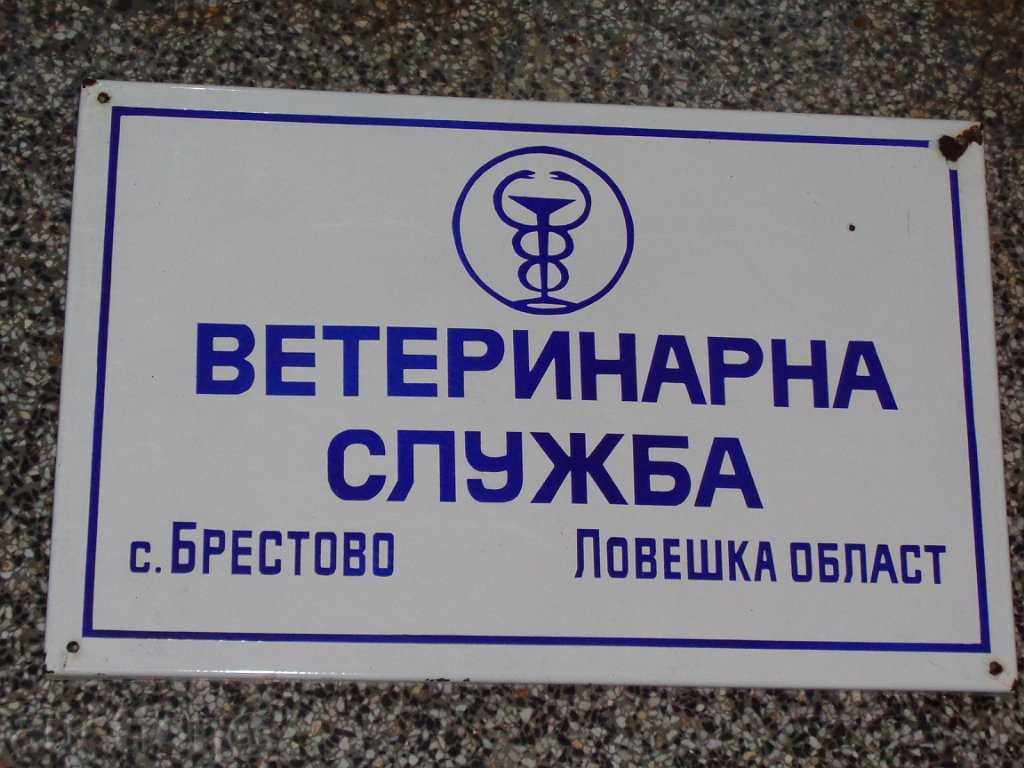 ВЕТЕРИНАРНА
СЛУЖБА
с. БРЕСТОВО ЛОВЕШКА ОБЛАСТ